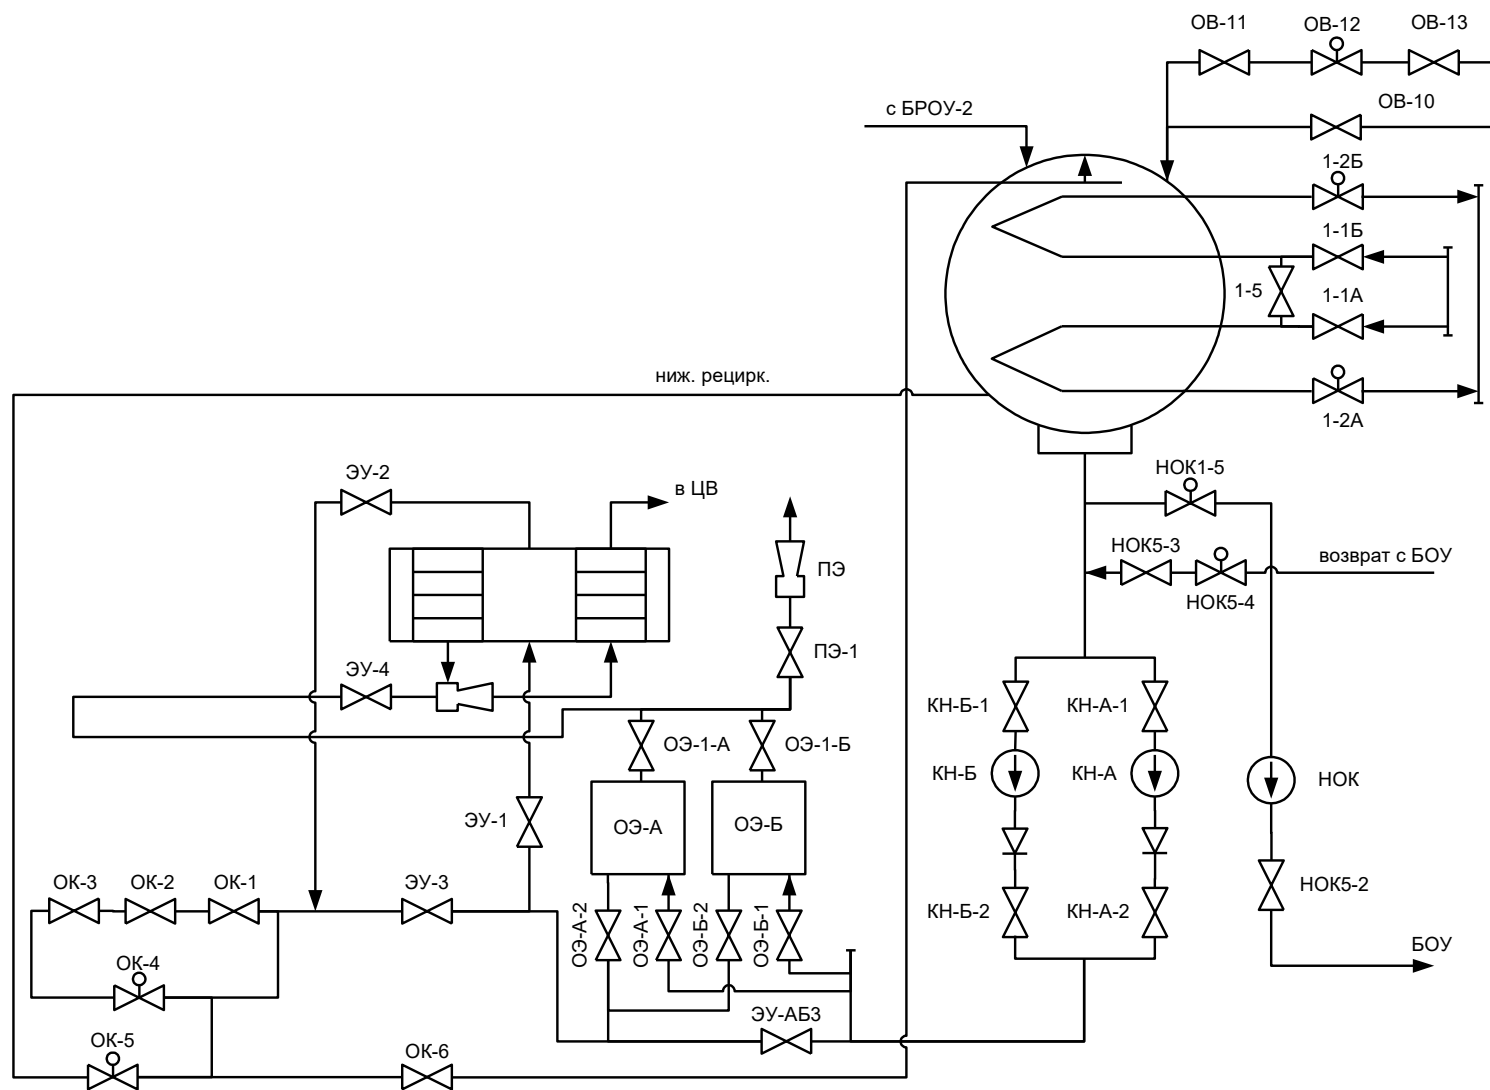 ОВ-11
ОВ-12
ОВ-13
ОВ-10
с БРОУ-2
1-2Б
1-1Б
1-5
1-1А
1-2А
ниж. рецирк.
ЭУ-2
в ЦВ
НОК1-5
ПЭ
НОК5-3
возврат с БОУ
НОК5-4
ПЭ-1
ЭУ-4
КН-Б-1
КН-А-1
ОЭ-1-А
ОЭ-1-Б
КН-Б
КН-А
НОК
ЭУ-1
ОЭ-А
ОЭ-Б
ОК-3
ОК-2
ОК-1
ЭУ-3
НОК5-2
КН-Б-2
КН-А-2
ОЭ-А-2
ОЭ-А-1
ОЭ-Б-2
ОЭ-Б-1
БОУ
ОК-4
ЭУ-АБ3
ОК-5
ОК-6